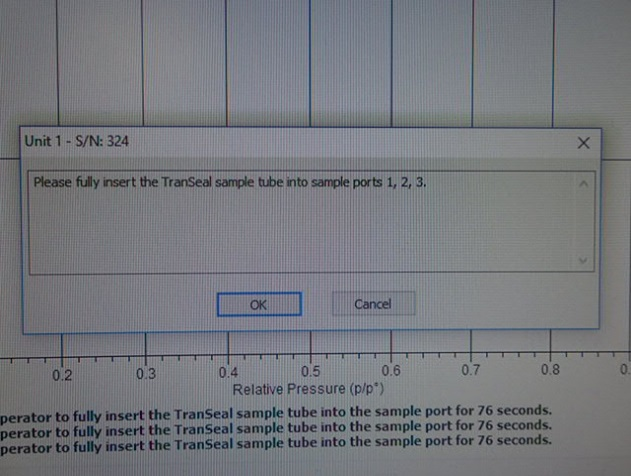 Unit 1 - S/N: 324
Please fully insert the TranSeal sample tube into sample ports 1, 2, 3.
OK Cancel
0.2 0.3 0.4 0.5 0.6 0.7 0.8 0.
Relative Pressure (p/p°)
perator to fully insert the TranSeal sample tube into the sample port for 76 seconds.
perator to fully insert the TranSeal sample tube into the sample port for 76 seconds.
perator to fully insert the TranSeal sample tube into the sample port for 76 seconds.